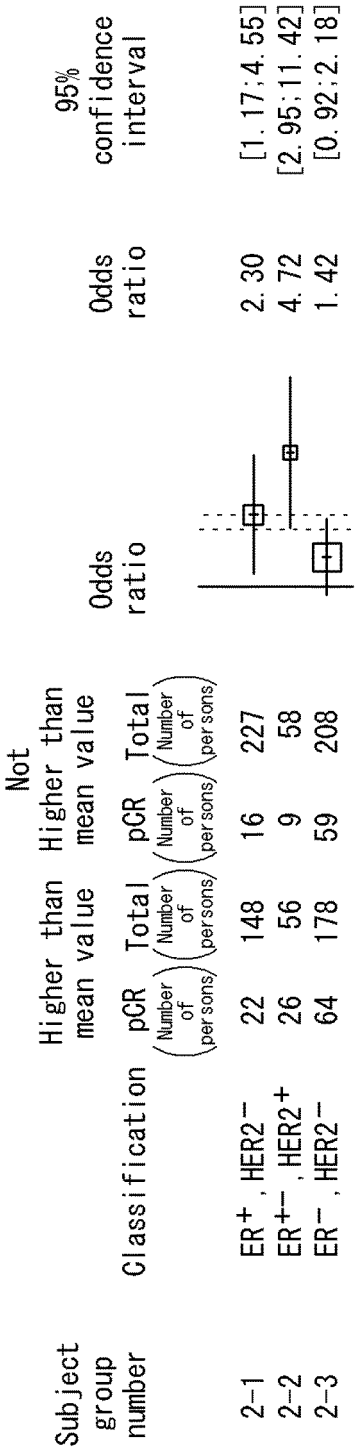 Subject
group
number
Classification
Higher than
mean value
Not
Higher than
mean value
pCR
(Number
of
persons)
Total
(Number
of
persons)
pCR
(Number
of
persons)
Total
(Number
of
persons)
Odds
ratio
Odds
ratio
95%
confidence
interval
2-1 ER+, HER2- 22 148 16 227 2.30 [1.17;4.55]
2-2 ER+-, HER2+ 26 56 9 58 4.72 [2.95;11.42]
2-3 ER-, HER2- 64 178 59 208 1.42 [0.92;2.18]